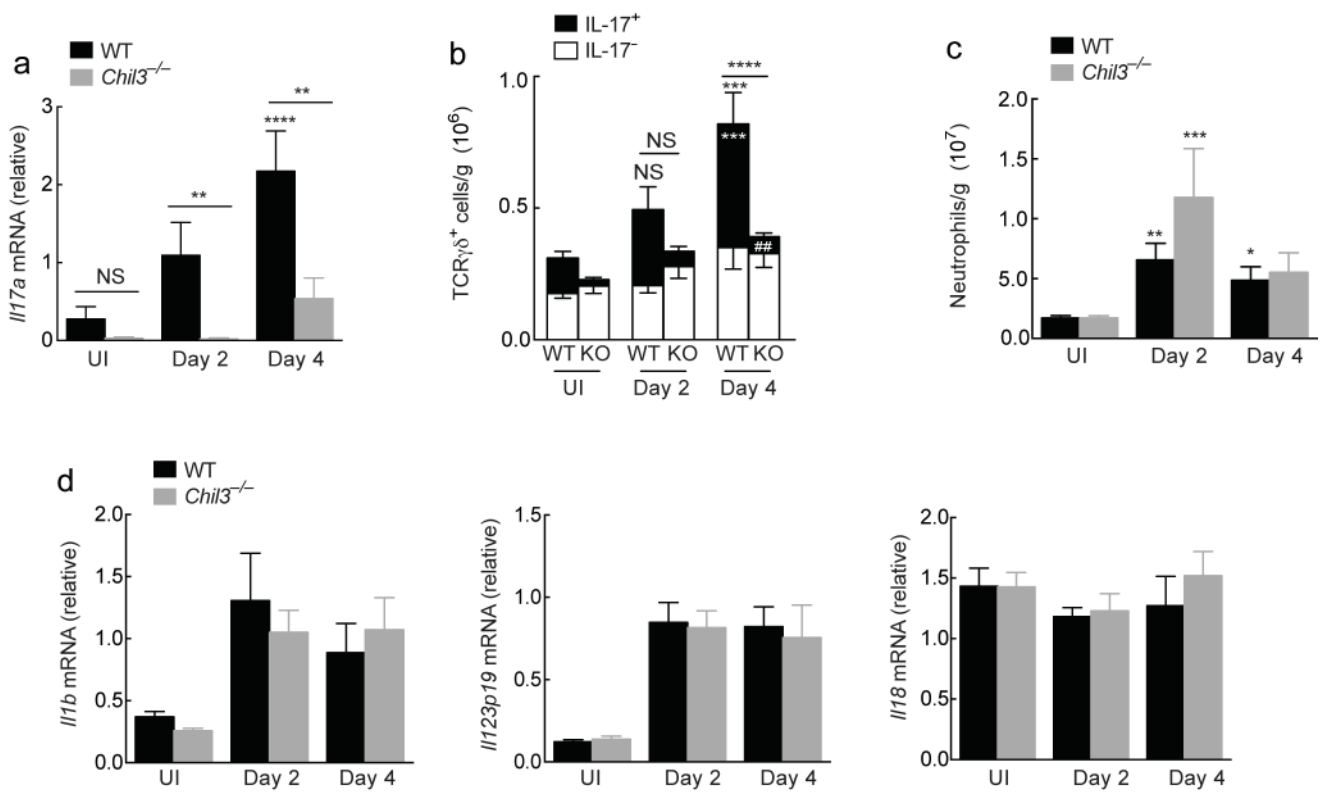 a
WT
Chil3–/–
Il17a mRNA (relative)
3
2
1
0
NS
**
****
**
UI
Day 2
Day 4
b
IL-17+
IL-17-
TCRγδ+ cells/g (10⁶)
1.0
0.5
0.0
NS
NS
****
***
***
##
WT KO
WT KO
WT KO
UI
Day 2
Day 4
c
WT
Chil3–/–
Neutrophils/g (10⁷)
2.0
1.5
1.0
5.0
0.0
**
***
*
UI
Day 2
Day 4
d
WT
Chil3–/–
Il1b mRNA (relative)
2.0
1.5
1.0
0.5
0.0
UI
Day 2
Day 4
Il123p19 mRNA (relative)
1.5
1.0
0.5
0.0
UI
Day 2
Day 4
Il18 mRNA (relative)
2.0
1.5
1.0
0.5
0.0
UI
Day 2
Day 4